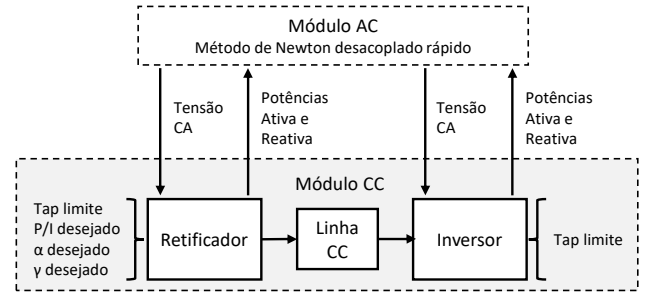 Módulo AC
Método de Newton desacoplado rápido
Tensão
CA
Potências
Ativa e
Reativa
Tensão
CA
Potências
Ativa e
Reativa
Módulo CC
Tap limite
P/I desejado
α desejado
γ desejado
Retificador
Linha
CC
Inversor
Tap limite